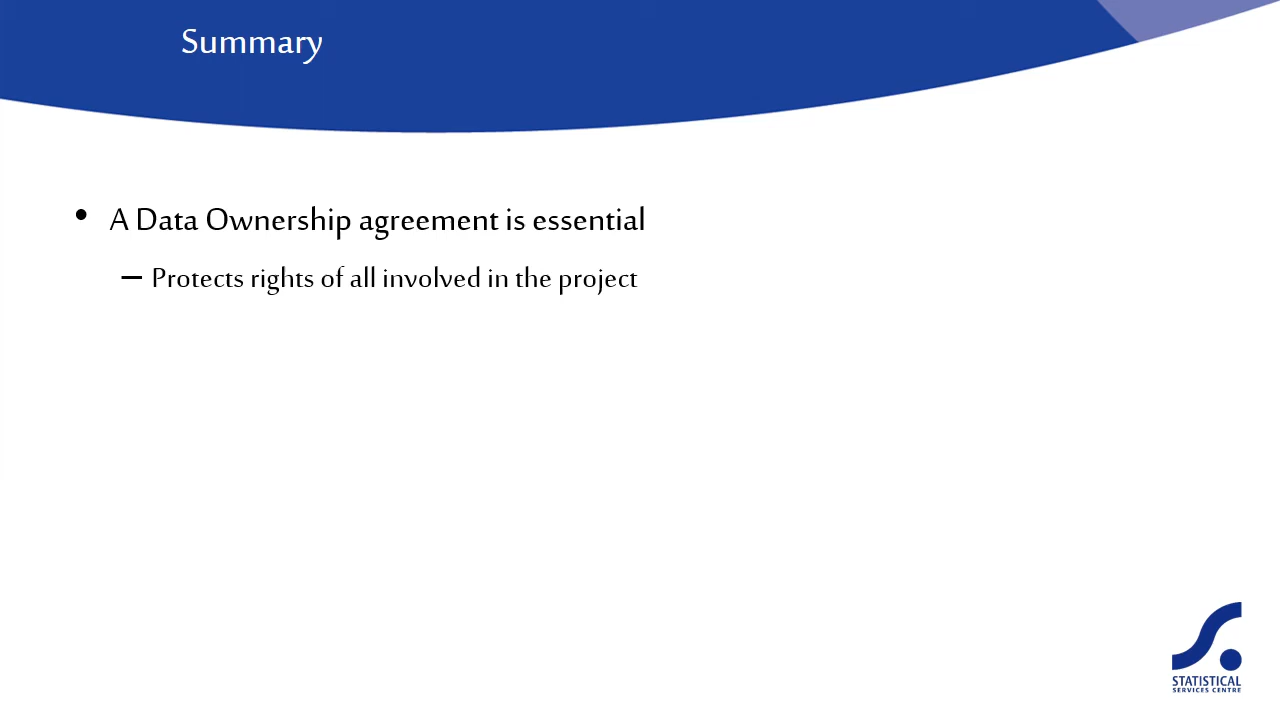 Summary
• A Data Ownership agreement is essential
– Protects rights of all involved in the project
STATISTICAL
SERVICES CENTRE